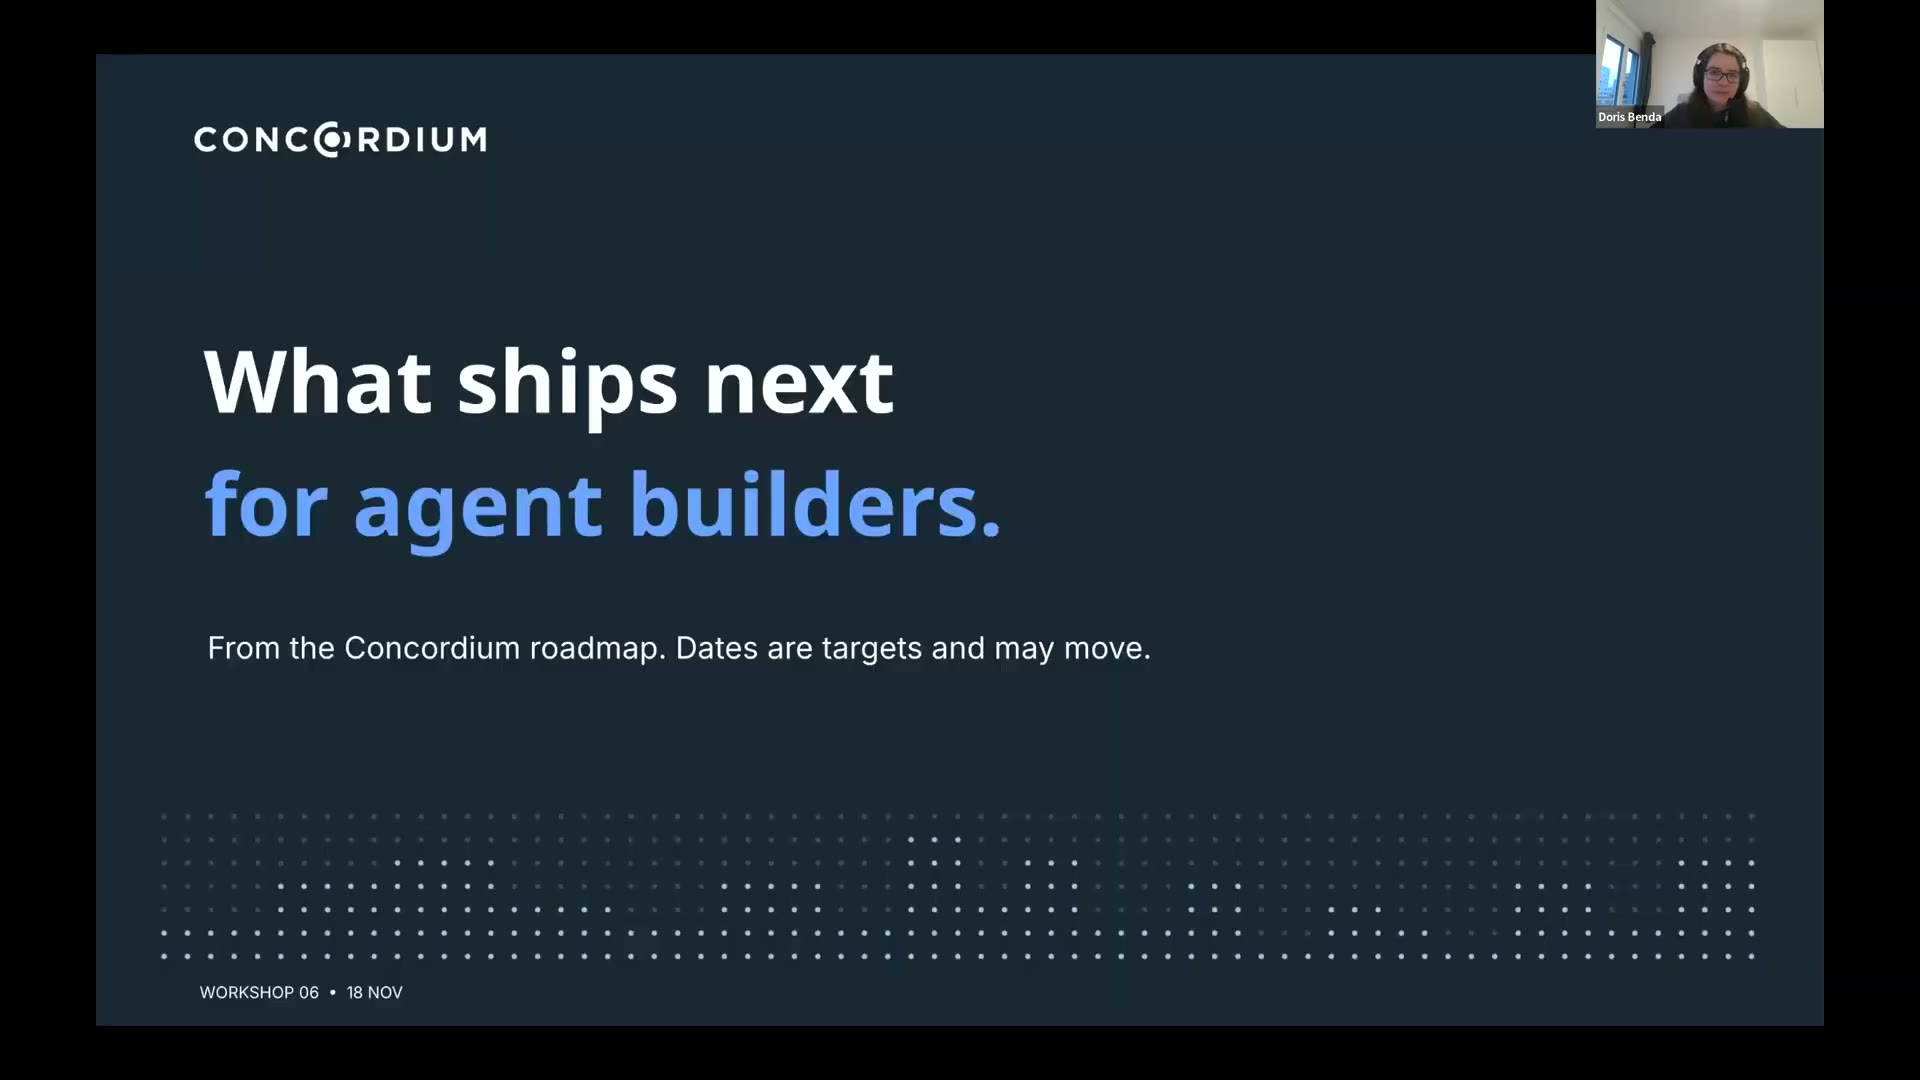 CONCORDIUM
Doris Benda
What ships next
for agent builders.
From the Concordium roadmap. Dates are targets and may move.
WORKSHOP 06 • 18 NOV